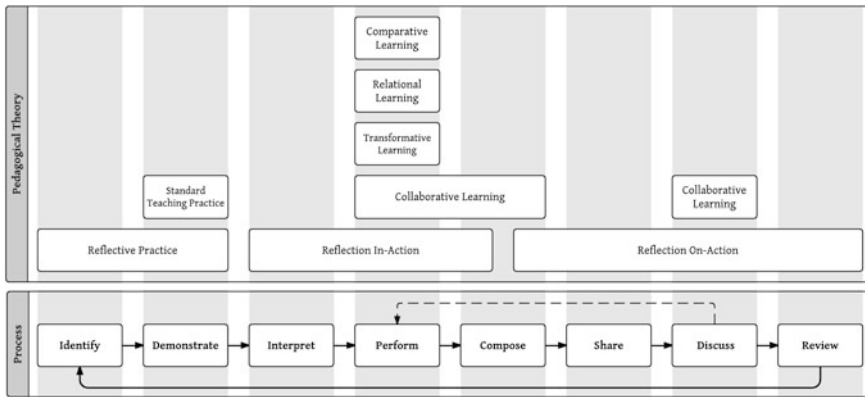 Pedagogical Theory
Comparative
Learning
Relational
Learning
Transformative
Learning
Standard
Teaching Practice
Collaborative Learning
Collaborative
Learning
Reflective Practice
Reflection In-Action
Reflection On-Action
Process
Identify
Demonstrate
Interpret
Perform
Compose
Share
Discuss
Review